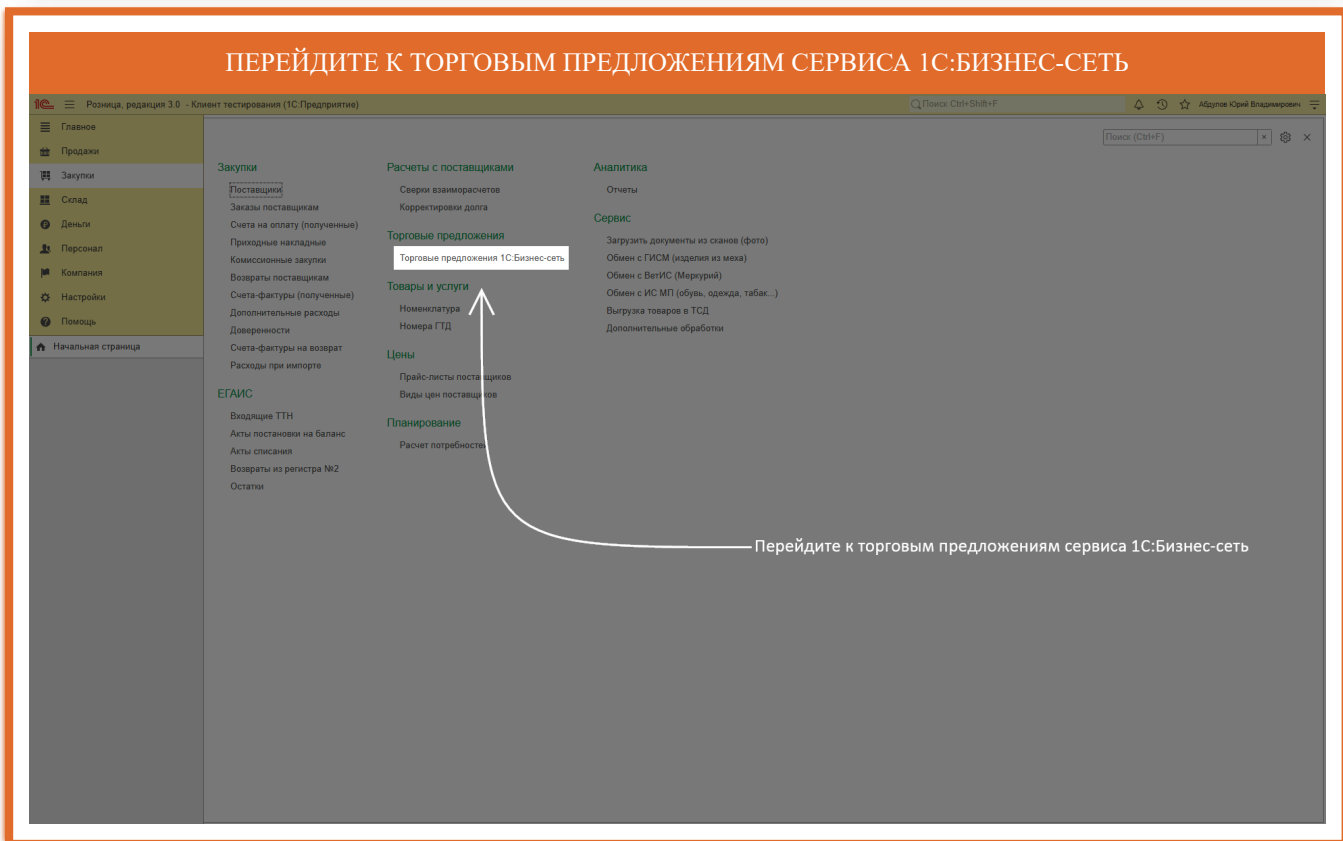 ПЕРЕЙДИТЕ К ТОРГОВЫМ ПРЕДЛОЖЕНИЯМ СЕРВИСА 1С:БИЗНЕС-СЕТЬ
1С Розница, редакция 3.0 - Клиент тестирования (1С:Предприятие)
Поиск Ctrl+Shift+F
Абдулов Юрий Владимирович
Главное
Продажи
Закупки
Склад
Деньги
Персонал
Компания
Настройки
Помощь
Начальная страница
Поиск (Ctrl+F)
Закупки
Поставщики
Заказы поставщикам
Счета на оплату (полученные)
Приходные накладные
Комиссионные закупки
Возвраты поставщикам
Счета-фактуры (полученные)
Дополнительные расходы
Доверенности
Счета-фактуры на возврат
Расходы при импорте
ЕГАИС
Входящие ТТН
Акты постановки на баланс
Акты списания
Возвраты из регистра №2
Остатки
Расчеты с поставщиками
Сверки взаиморасчетов
Корректировки долга
Торговые предложения
Торговые предложения 1С:Бизнес-сеть
Товары и услуги
Номенклатура
Номера ГТД
Цены
Прайс-листы поставщиков
Виды цен поставщиков
Планирование
Расчет потребностей
Аналитика
Отчеты
Сервис
Загрузить документы из сканов (фото)
Обмен с ГИСМ (изделия из меха)
Обмен с ВетИС (Меркурий)
Обмен с ИС МП (обувь, одежда, табак...)
Выгрузка товаров в ТСД
Дополнительные обработки
Перейдите к торговым предложениям сервиса 1С:Бизнес-сеть